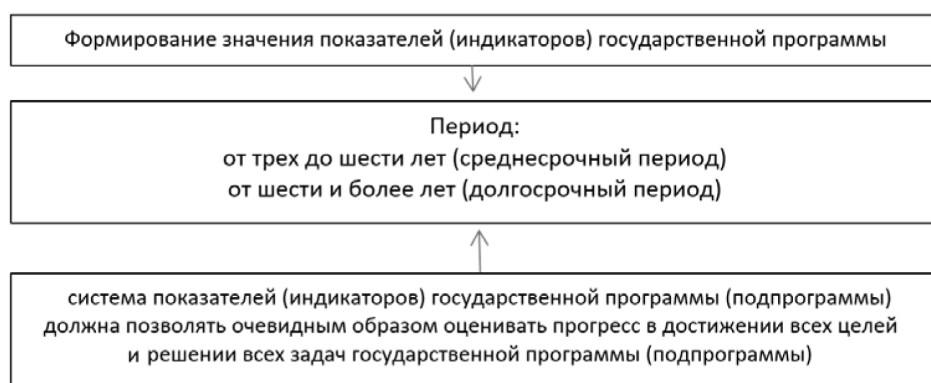 Формирование значения показателей (индикаторов) государственной программы
Период:
от трех до шести лет (среднесрочный период)
от шести и более лет (долгосрочный период)
система показателей (индикаторов) государственной программы (подпрограммы)
должна позволять очевидным образом оценивать прогресс в достижении всех целей
и решении всех задач государственной программы (подпрограммы)